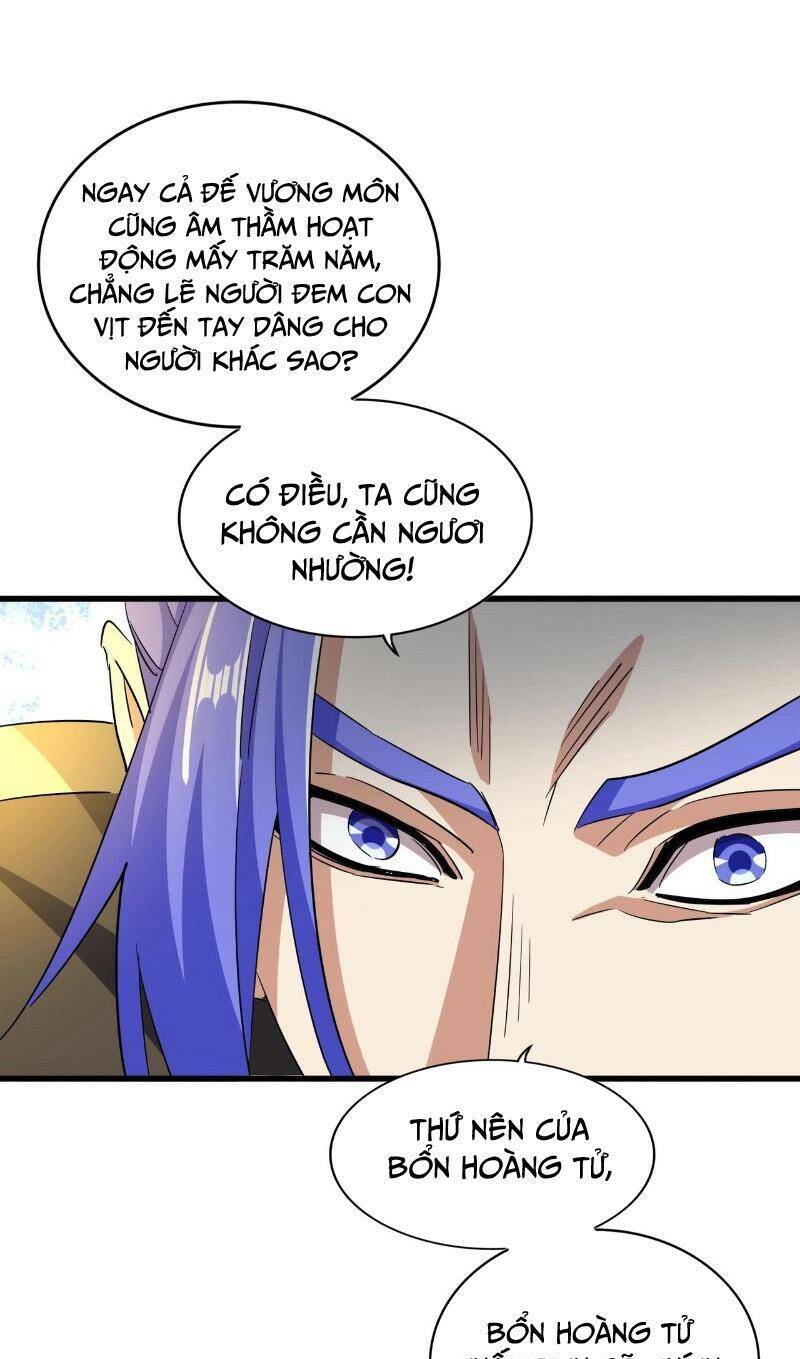 NGAY CẢ ĐẾ VƯƠNG MÔN
CŨNG ÂM THẦM HOẠT
ĐỘNG MẤY TRĂM NĂM,
CHẲNG LẼ NGƯỜI ĐEM CON
VỊT ĐẾN TAY DÂNG CHO
NGƯỜI KHÁC SAO?
CÓ ĐIỀU, TA CŨNG
KHÔNG CẦN NGƯƠI
NHƯỜNG!
THỨ NÊN CỦA
BỔN HOÀNG TỬ,
BỔN HOÀNG TỬ